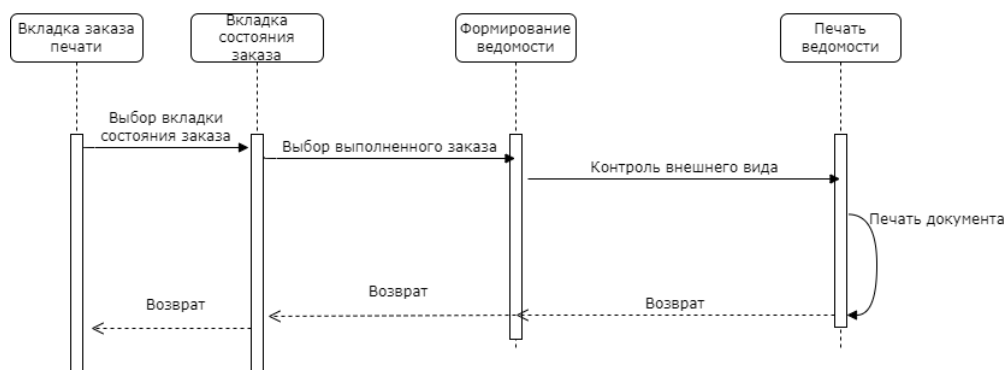 Вкладка заказа
печати
Вкладка
состояния
заказа
Формирование
ведомости
Печать
ведомости
Выбор вкладки
состояния заказа
Выбор выполненного заказа
Контроль внешнего вида
Печать документа
Возврат
Возврат
Возврат